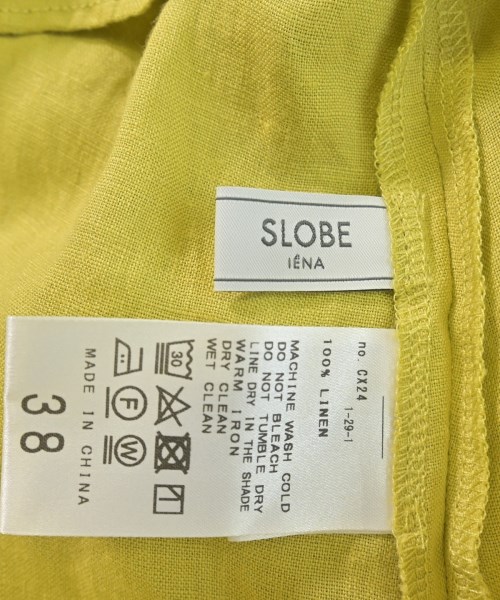 SLOBE
IÉNA
no. CX24
1-29-1
100% LINEN
MACHINE WASH COLD
DO NOT BLEACH
DO NOT TUMBLE DRY
LINE DRY IN THE SHADE
WARM IRON
DRY CLEAN
WET CLEAN
30
F
W
MADE IN CHINA
38